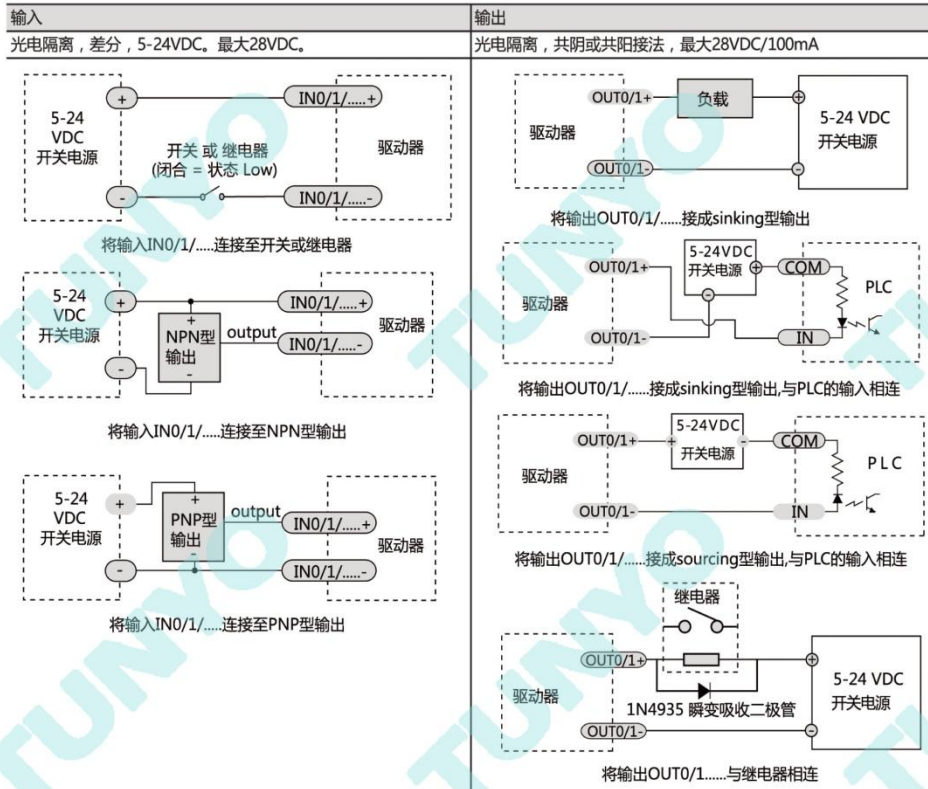 输入
光电隔离，差分，5-24VDC。最大28VDC。
5-24
VDC
开关电源
+
-
开关 或 继电器
(闭合 = 状态 Low)
IN0/1/.....+
IN0/1/.....-
驱动器
将输入IN0/1/.....连接至开关或继电器
5-24
VDC
开关电源
+
-
+
NPN型
输出
-
output
IN0/1/.....+
IN0/1/.....-
驱动器
将输入IN0/1/.....连接至NPN型输出
5-24
VDC
开关电源
+
-
+
PNP型
输出
-
output
IN0/1/.....+
IN0/1/.....-
驱动器
将输入IN0/1/.....连接至PNP型输出
输出
光电隔离，共阴或共阳接法，最大28VDC/100mA
驱动器
OUT0/1+
OUT0/1-
负载
+
-
5-24 VDC
开关电源
将输出OUT0/1/......接成sinking型输出
驱动器
OUT0/1+
OUT0/1-
5-24VDC
开关电源
+
-
COM
IN
PLC
将输出OUT0/1/......接成sinking型输出,与PLC的输入相连
驱动器
OUT0/1+
OUT0/1-
5-24VDC
+
-
开关电源
COM
IN
PLC
将输出OUT0/1/......接成sourcing型输出,与PLC的输入相连
继电器
驱动器
OUT0/1+
OUT0/1-
1N4935 瞬变吸收二极管
+
-
5-24 VDC
开关电源
将输出OUT0/1......与继电器相连
TUNYO
TUNYO
TUNYO
TUNYO